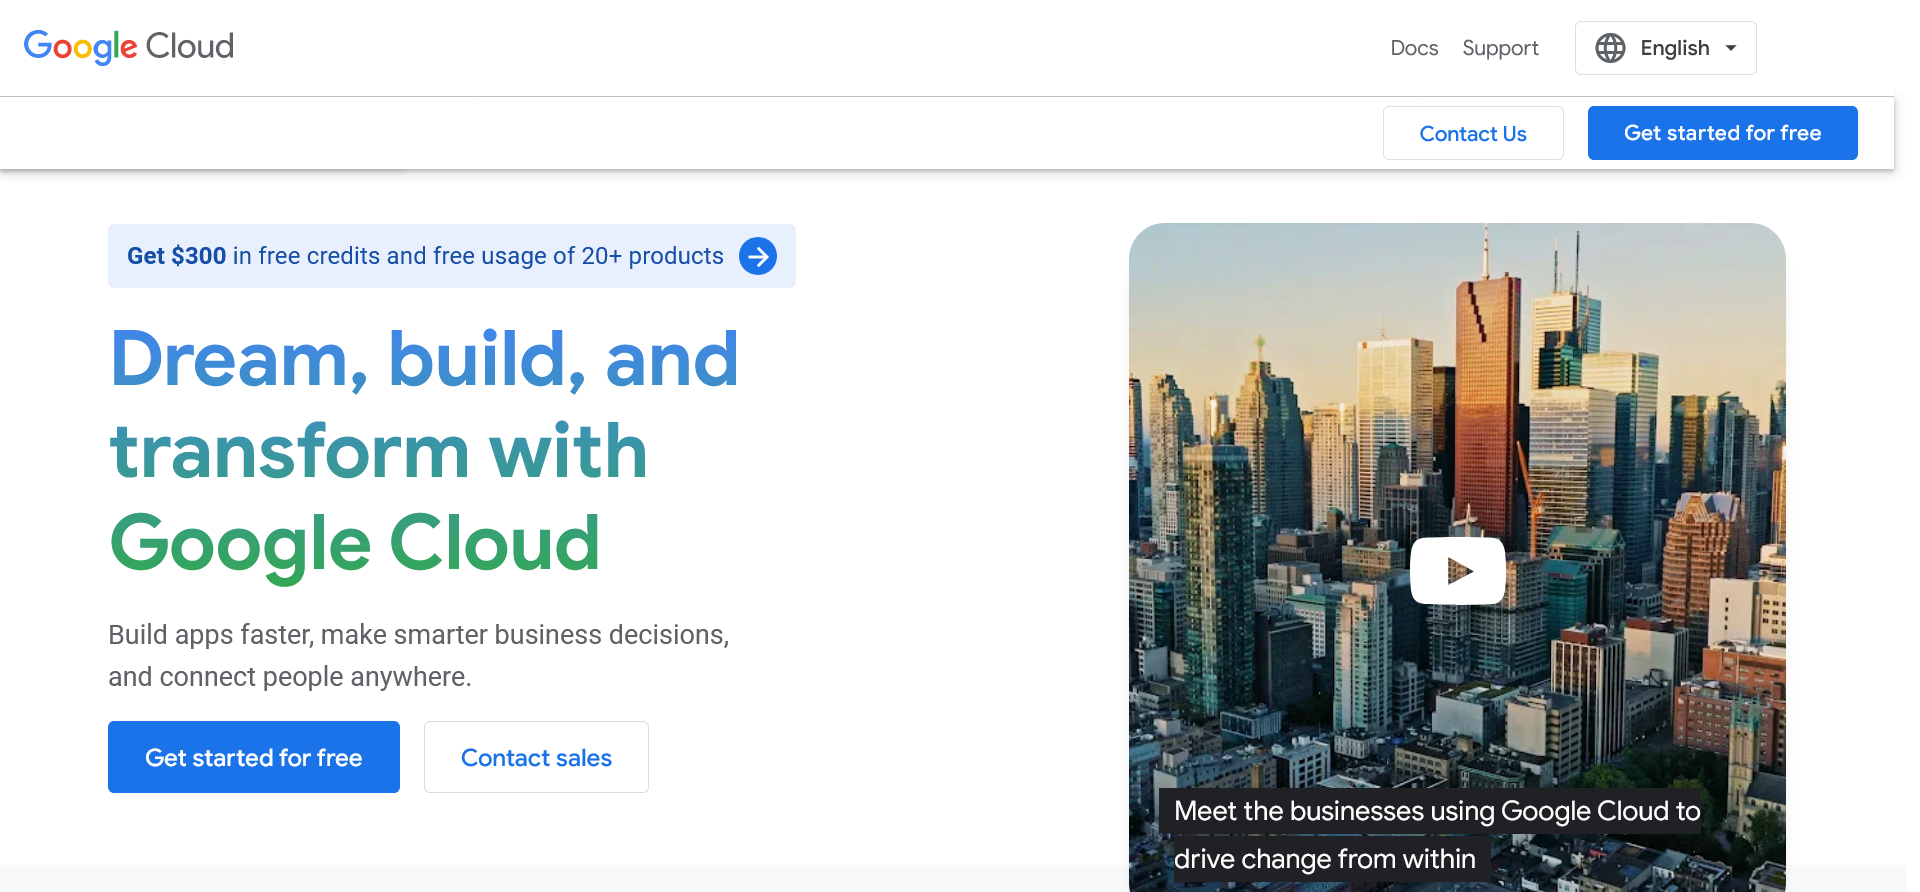 Google Cloud
Docs
Support
English
Contact Us
Get started for free
Get $300 in free credits and free usage of 20+ products
Dream, build, and
transform with
Google Cloud
Build apps faster, make smarter business decisions,
and connect people anywhere.
Get started for free
Contact sales
Meet the businesses using Google Cloud to
drive change from within